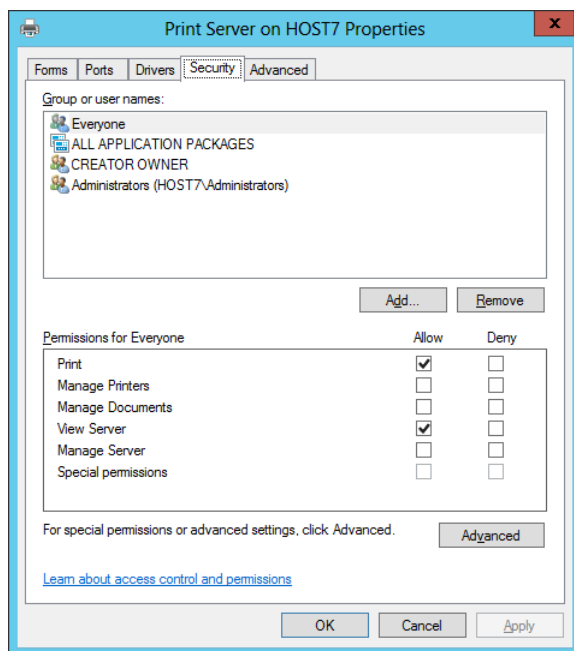 Print Server on HOST7 Properties
x
Forms Ports Drivers Security Advanced
Group or user names:
Everyone
ALL APPLICATION PACKAGES
CREATOR OWNER
Administrators (HOST7\Administrators)
Add... Remove
Permissions for Everyone Allow Deny
Print
Manage Printers
Manage Documents
View Server
Manage Server
Special permissions
For special permissions or advanced settings, click Advanced.
Advanced
Learn about access control and permissions
OK Cancel Apply